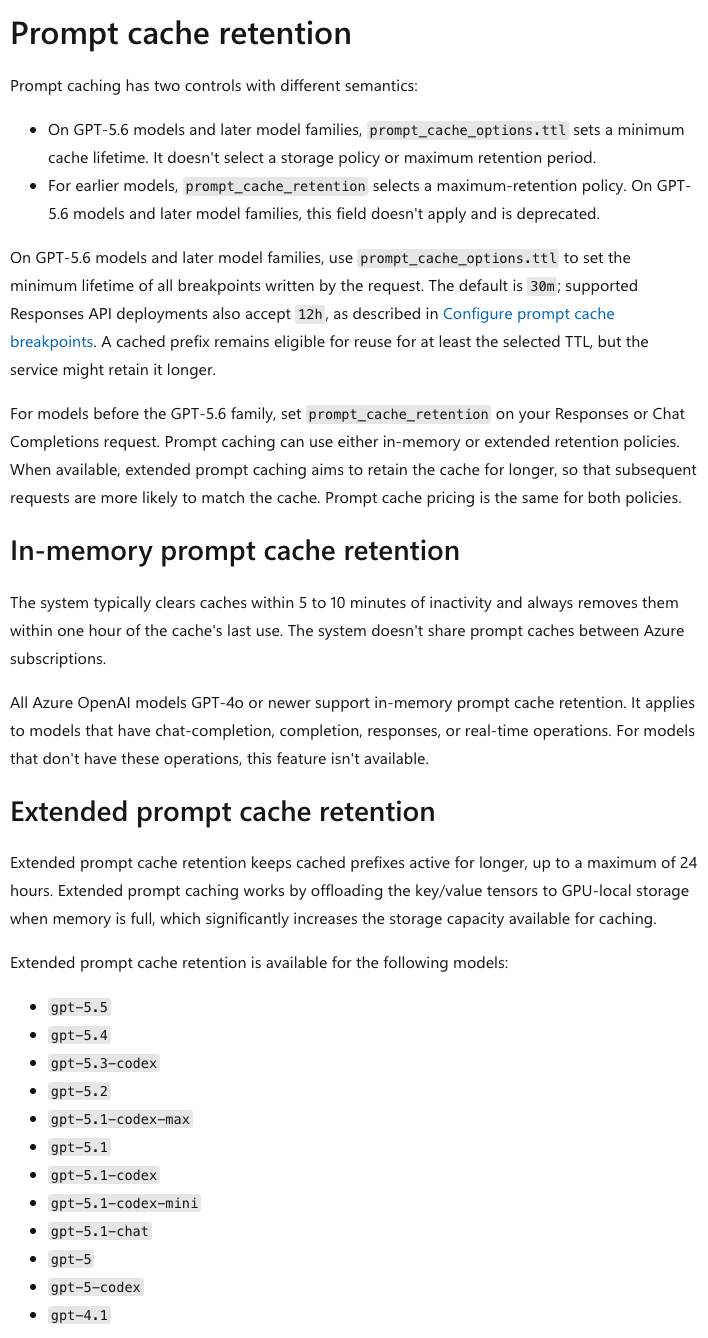 Prompt cache retention
Prompt caching has two controls with different semantics:
On GPT-5.6 models and later model families, prompt_cache_options.ttl sets a minimum
cache lifetime. It doesn't select a storage policy or maximum retention period.
For earlier models, prompt_cache_retention selects a maximum-retention policy. On GPT-
5.6 models and later model families, this field doesn't apply and is deprecated.
On GPT-5.6 models and later model families, use prompt_cache_options.ttl to set the
minimum lifetime of all breakpoints written by the request. The default is 30m; supported
Responses API deployments also accept 12h, as described in Configure prompt cache
breakpoints. A cached prefix remains eligible for reuse for at least the selected TTL, but the
service might retain it longer.
For models before the GPT-5.6 family, set prompt_cache_retention on your Responses or Chat
Completions request. Prompt caching can use either in-memory or extended retention policies.
When available, extended prompt caching aims to retain the cache for longer, so that subsequent
requests are more likely to match the cache. Prompt cache pricing is the same for both policies.
In-memory prompt cache retention
The system typically clears caches within 5 to 10 minutes of inactivity and always removes them
within one hour of the cache's last use. The system doesn't share prompt caches between Azure
subscriptions.
All Azure OpenAI models GPT-4o or newer support in-memory prompt cache retention. It applies
to models that have chat-completion, completion, responses, or real-time operations. For models
that don't have these operations, this feature isn't available.
Extended prompt cache retention
Extended prompt cache retention keeps cached prefixes active for longer, up to a maximum of 24
hours. Extended prompt caching works by offloading the key/value tensors to GPU-local storage
when memory is full, which significantly increases the storage capacity available for caching.
Extended prompt cache retention is available for the following models:
gpt-5.5
gpt-5.4
gpt-5.3-codex
gpt-5.2
gpt-5.1-codex-max
gpt-5.1
gpt-5.1-codex
gpt-5.1-codex-mini
gpt-5.1-chat
gpt-5
gpt-5-codex
gpt-4.1